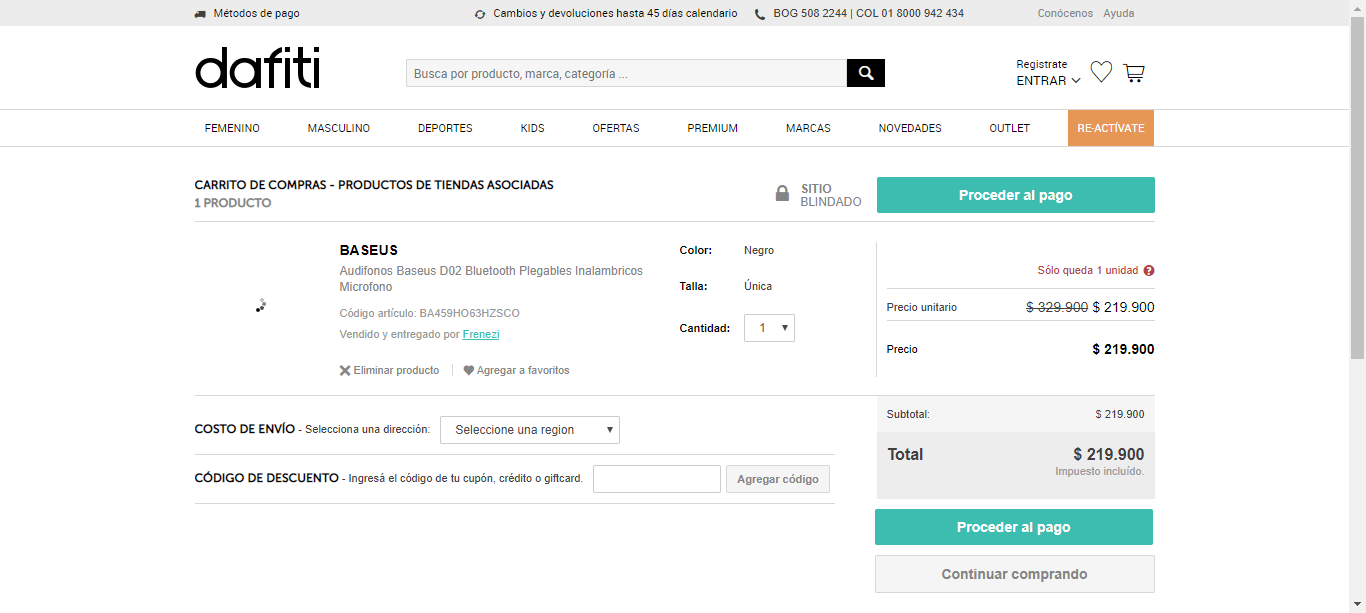 Métodos de pago
Cambios y devoluciones hasta 45 días calendario
BOG 508 2244 | COL 01 8000 942 434
Conócenos Ayuda
dafiti
Busca por producto, marca, categoría ...
Registrate
ENTRAR
FEMENINO MASCULINO DEPORTES KIDS OFERTAS PREMIUM MARCAS NOVEDADES OUTLET RE-ACTÍVATE
CARRITO DE COMPRAS - PRODUCTOS DE TIENDAS ASOCIADAS
1 PRODUCTO
SITIO
BLINDADO
Proceder al pago
BASEUS
Audifonos Baseus D02 Bluetooth Plegables Inalambricos
Microfono
Código artículo: BA459HO63HZSCO
Vendido y entregado por Frenezi
Eliminar producto
Agregar a favoritos
Color: Negro
Talla: Única
Cantidad: 1
Sólo queda 1 unidad ?
Precio unitario $ 329.900 $ 219.900
Precio $ 219.900
COSTO DE ENVÍO - Selecciona una dirección: Seleccione una region
CÓDIGO DE DESCUENTO - Ingresá el código de tu cupón, crédito o giftcard. Agregar código
Subtotal: $ 219.900
Total $ 219.900
Impuesto incluído.
Proceder al pago
Continuar comprando